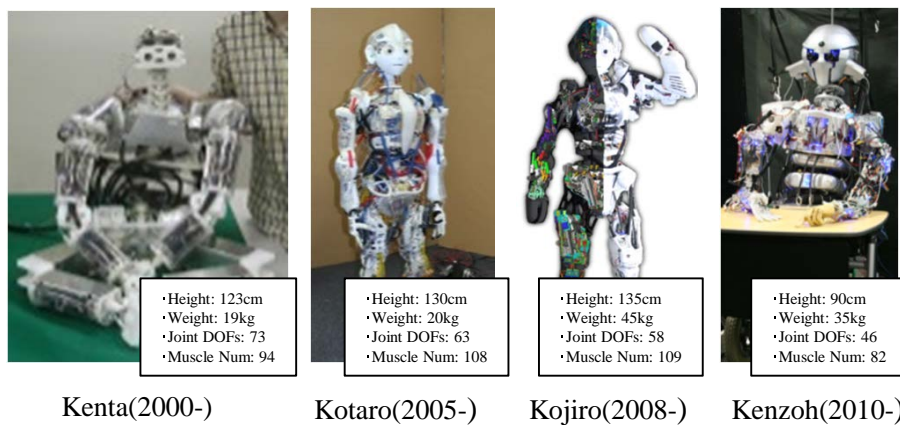 ・Height: 123cm
・Weight: 19kg
・Joint DOFs: 73
・Muscle Num: 94
・Height: 130cm
・Weight: 20kg
・Joint DOFs: 63
・Muscle Num: 108
・Height: 135cm
・Weight: 45kg
・Joint DOFs: 58
・Muscle Num: 109
・Height: 90cm
・Weight: 35kg
・Joint DOFs: 46
・Muscle Num: 82
Kenta(2000-)
Kotaro(2005-)
Kojiro(2008-)
Kenzoh(2010-)